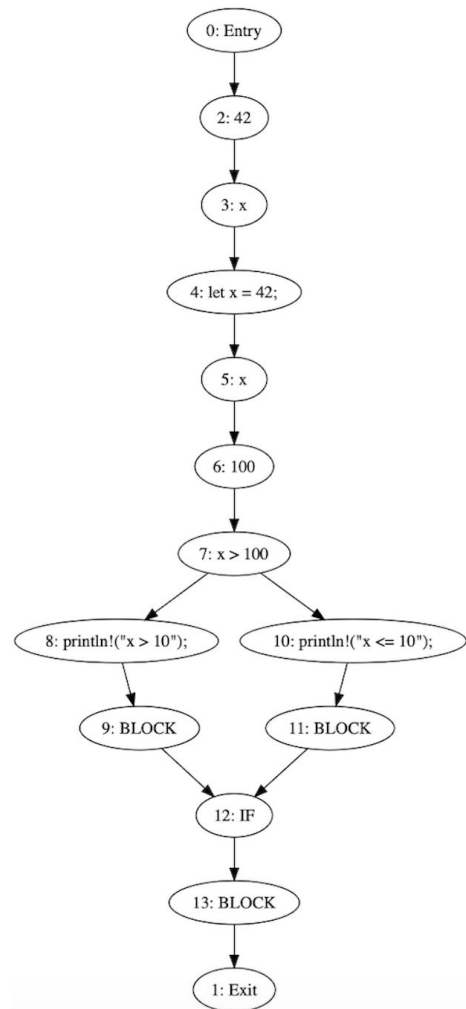 0: Entry
2: 42
3: x
4: let x = 42;
5: x
6: 100
7: x > 100
8: println!("x > 10");
10: println!("x <= 10");
9: BLOCK
11: BLOCK
12: IF
13: BLOCK
1: Exit